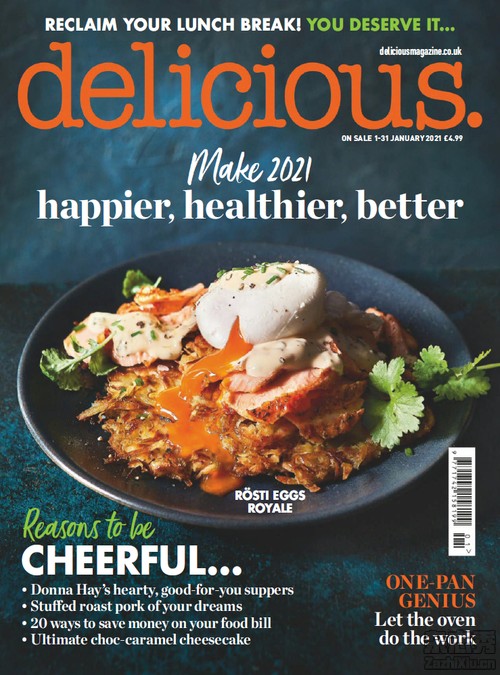 RECLAIM YOUR LUNCH BREAK! YOU DESERVE IT...
deliciousmagazine.co.uk
delicious.
ON SALE 1-31 JANUARY 2021 £4.99
Make 2021
happier, healthier, better
RÖSTI EGGS
ROYALE
Reasons to be
CHEERFUL...
• Donna Hay's hearty, good-for-you suppers
• Stuffed roast pork of your dreams
• 20 ways to save money on your food bill
• Ultimate choc-caramel cheesecake
ONE-PAN
GENIUS
Let the oven
do the work
Zazhixiu.cn